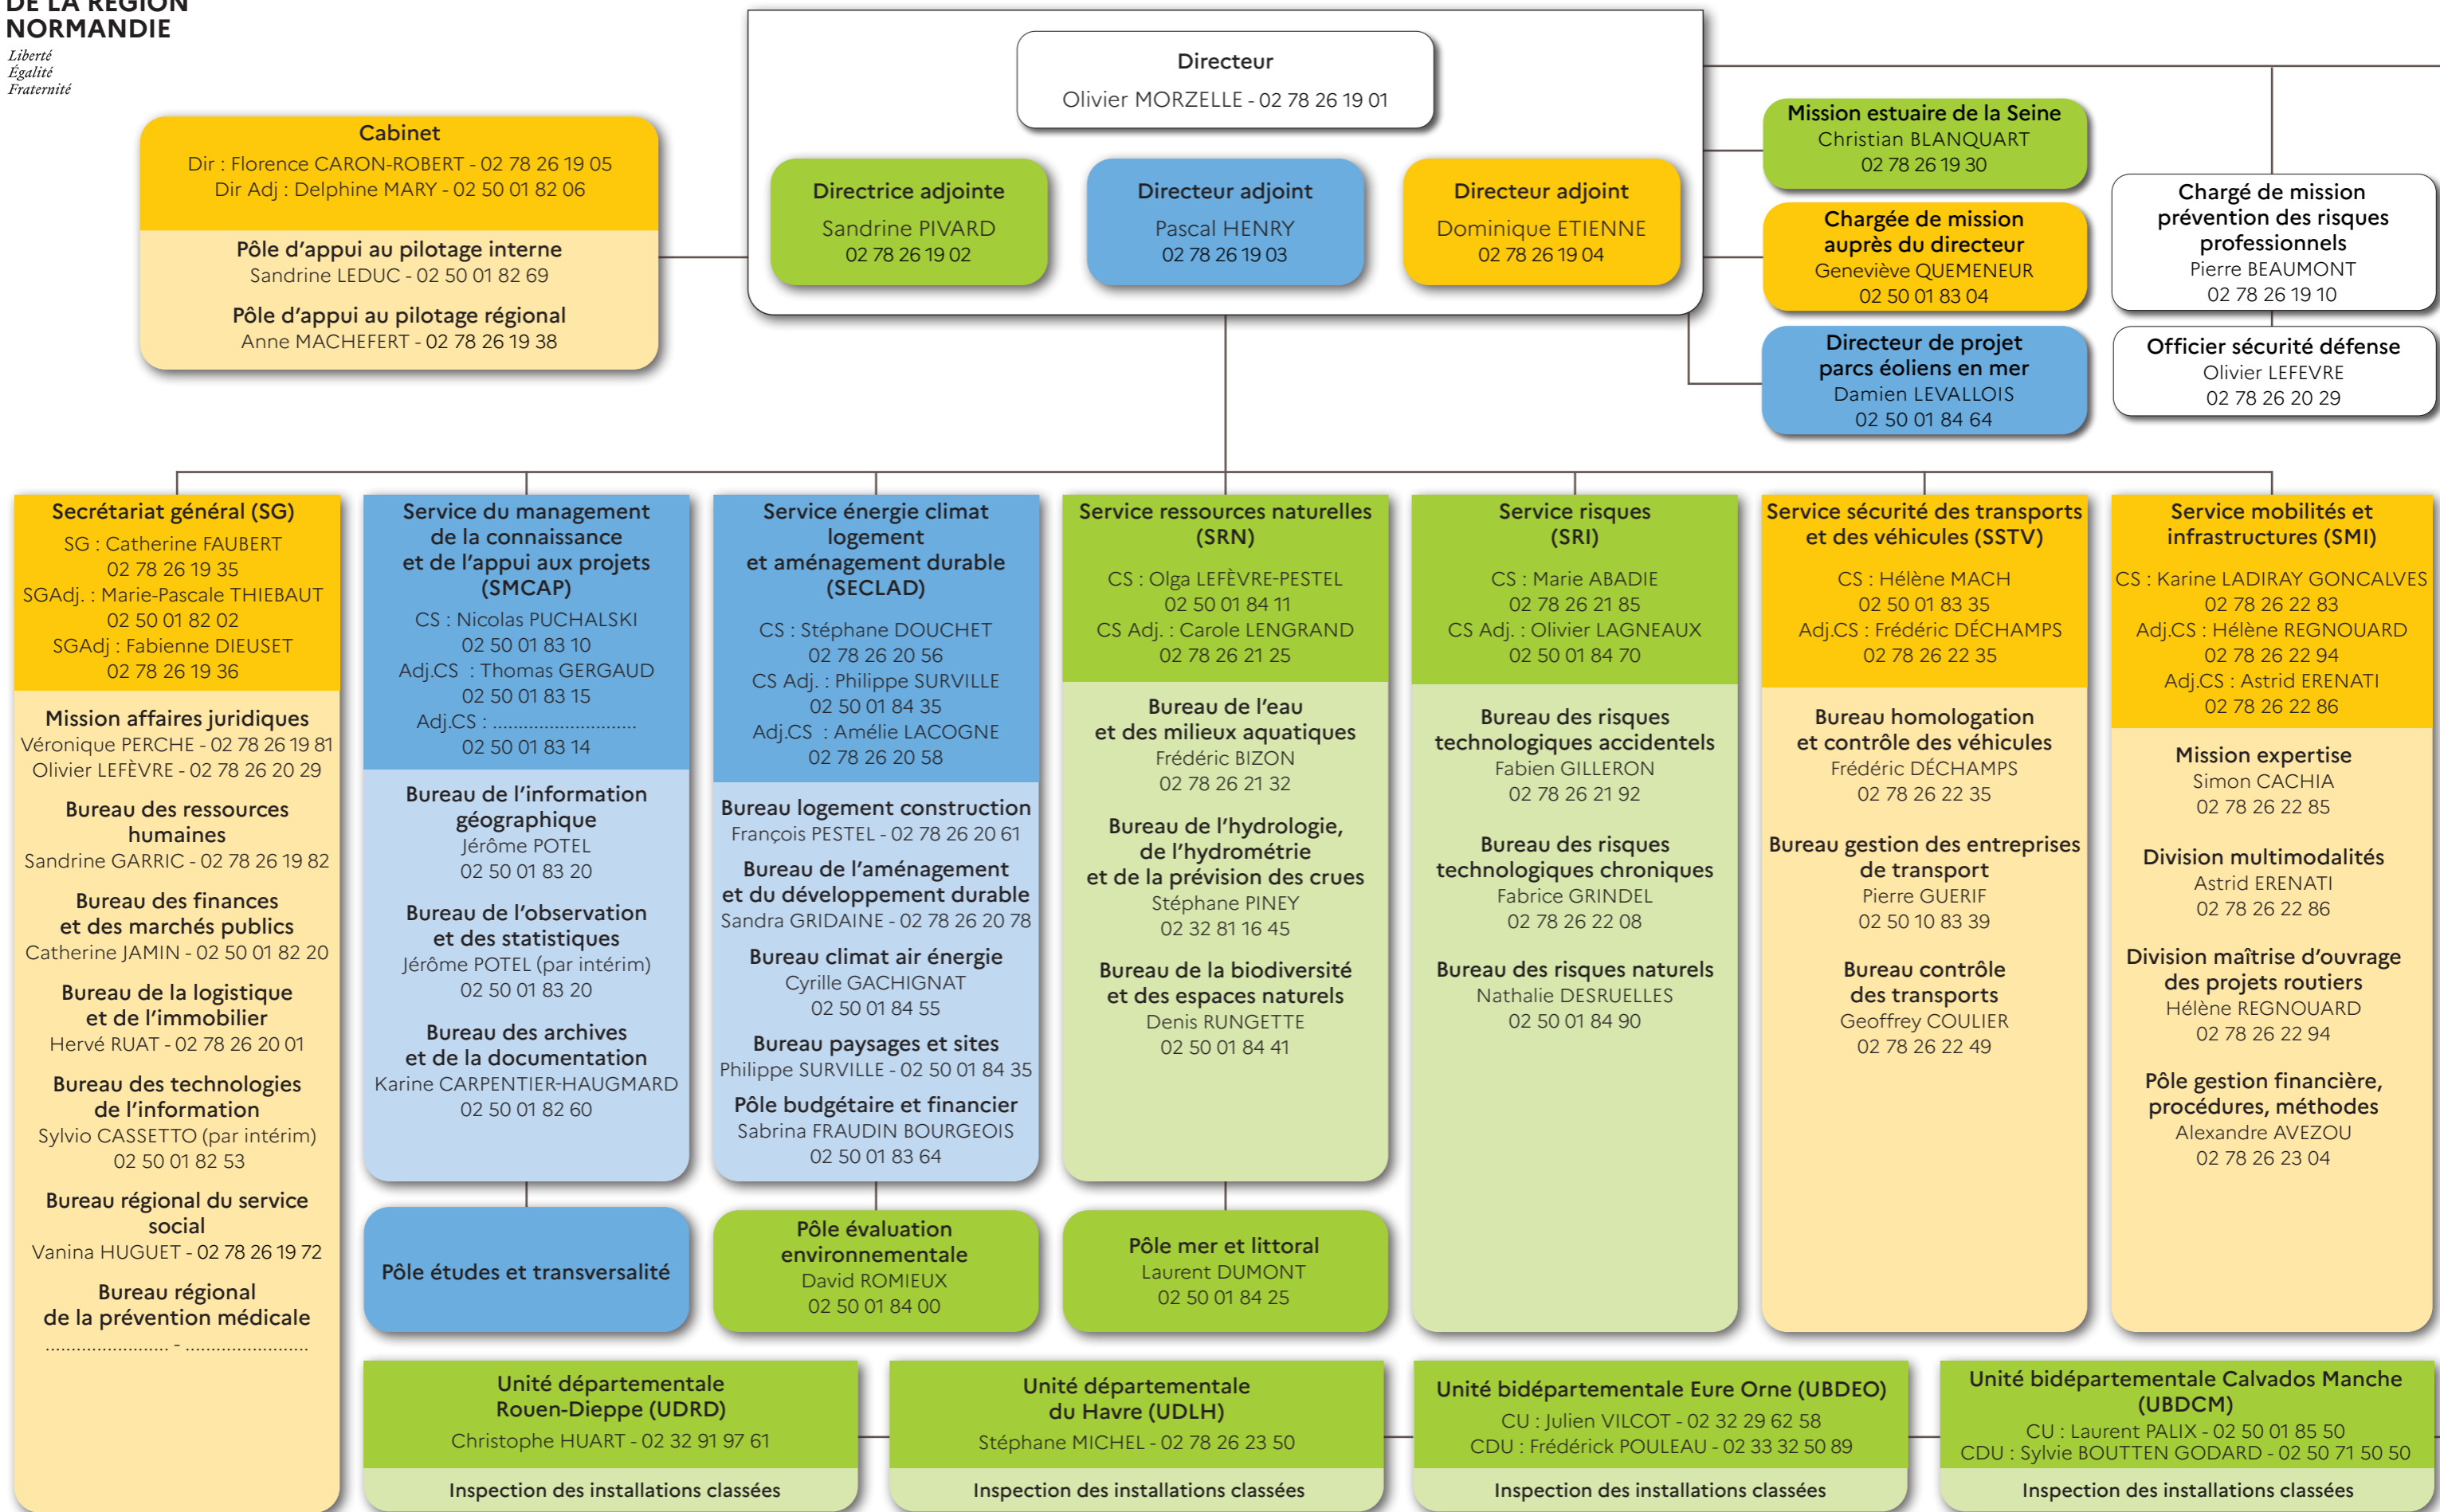 DE LA RÉGION
NORMANDIE
Liberté
Égalité
Fraternité
Directeur
Olivier MORZELLE - 02 78 26 19 01
Cabinet
Dir : Florence CARON-ROBERT - 02 78 26 19 05
Dir Adj : Delphine MARY - 02 50 01 82 06
Pôle d'appui au pilotage interne
Sandrine LEDUC - 02 50 01 82 69
Pôle d'appui au pilotage régional
Anne MACHEFERT - 02 78 26 19 38
Directrice adjointe
Sandrine PIVARD
02 78 26 19 02
Directeur adjoint
Pascal HENRY
02 78 26 19 03
Directeur adjoint
Dominique ETIENNE
02 78 26 19 04
Mission estuaire de la Seine
Christian BLANQUART
02 78 26 19 30
Chargée de mission
auprès du directeur
Geneviève QUEMENEUR
02 50 01 83 04
Directeur de projet
parcs éoliens en mer
Damien LEVALLOIS
02 50 01 84 64
Chargé de mission
prévention des risques
professionnels
Pierre BEAUMONT
02 78 26 19 10
Officier sécurité défense
Olivier LEFEVRE
02 78 26 20 29
Secrétariat général (SG)
SG : Catherine FAUBERT
02 78 26 19 35
SGAdj. : Marie-Pascale THIEBAUT
02 50 01 82 02
SGAdj : Fabienne DIEUSET
02 78 26 19 36
Mission affaires juridiques
Véronique PERCHE - 02 78 26 19 81
Olivier LEFÈVRE - 02 78 26 20 29
Bureau des ressources
humaines
Sandrine GARRIC - 02 78 26 19 82
Bureau des finances
et des marchés publics
Catherine JAMIN - 02 50 01 82 20
Bureau de la logistique
et de l'immobilier
Hervé RUAT - 02 78 26 20 01
Bureau des technologies
de l'information
Sylvio CASSETTO (par intérim)
02 50 01 82 53
Bureau régional du service
social
Vanina HUGUET - 02 78 26 19 72
Bureau régional
de la prévention médicale
........................ - ........................
Service du management
de la connaissance
et de l'appui aux projets
(SMCAP)
CS : Nicolas PUCHALSKI
02 50 01 83 10
Adj.CS : Thomas GERGAUD
02 50 01 83 15
Adj.CS : ...........................
02 50 01 83 14
Bureau de l'information
géographique
Jérôme POTEL
02 50 01 83 20
Bureau de l'observation
et des statistiques
Jérôme POTEL (par intérim)
02 50 01 83 20
Bureau des archives
et de la documentation
Karine CARPENTIER-HAUGMARD
02 50 01 82 60
Pôle études et transversalité
Service énergie climat
logement
et aménagement durable
(SECLAD)
CS : Stéphane DOUCHET
02 78 26 20 56
CS Adj. : Philippe SURVILLE
02 50 01 84 35
Adj.CS : Amélie LACOGNE
02 78 26 20 58
Bureau logement construction
François PESTEL - 02 78 26 20 61
Bureau de l'aménagement
et du développement durable
Sandra GRIDAINE - 02 78 26 20 78
Bureau climat air énergie
Cyrille GACHIGNAT
02 50 01 84 55
Bureau paysages et sites
Philippe SURVILLE - 02 50 01 84 35
Pôle budgétaire et financier
Sabrina FRAUDIN BOURGEOIS
02 50 01 83 64
Pôle évaluation
environnementale
David ROMIEUX
02 50 01 84 00
Service ressources naturelles
(SRN)
CS : Olga LEFÈVRE-PESTEL
02 50 01 84 11
CS Adj. : Carole LENGRAND
02 78 26 21 25
Bureau de l'eau
et des milieux aquatiques
Frédéric BIZON
02 78 26 21 32
Bureau de l'hydrologie,
de l'hydrométrie
et de la prévision des crues
Stéphane PINEY
02 32 81 16 45
Bureau de la biodiversité
et des espaces naturels
Denis RUNGETTE
02 50 01 84 41
Pôle mer et littoral
Laurent DUMONT
02 50 01 84 25
Service risques
(SRI)
CS : Marie ABADIE
02 78 26 21 85
CS Adj. : Olivier LAGNEAUX
02 50 01 84 70
Bureau des risques
technologiques accidentels
Fabien GILLERON
02 78 26 21 92
Bureau des risques
technologiques chroniques
Fabrice GRINDEL
02 78 26 22 08
Bureau des risques naturels
Nathalie DESRUELLES
02 50 01 84 90
Service sécurité des transports
et des véhicules (SSTV)
CS : Hélène MACH
02 50 01 83 35
Adj.CS : Frédéric DÉCHAMPS
02 78 26 22 35
Bureau homologation
et contrôle des véhicules
Frédéric DÉCHAMPS
02 78 26 22 35
Bureau gestion des entreprises
de transport
Pierre GUERIF
02 50 10 83 39
Bureau contrôle
des transports
Geoffrey COULIER
02 78 26 22 49
Service mobilités et
infrastructures (SMI)
CS : Karine LADIRAY GONCALVES
02 78 26 22 83
Adj.CS : Hélène REGNOUARD
02 78 26 22 94
Adj.CS : Astrid ERENATI
02 78 26 22 86
Mission expertise
Simon CACHIA
02 78 26 22 85
Division multimodalités
Astrid ERENATI
02 78 26 22 86
Division maîtrise d'ouvrage
des projets routiers
Hélène REGNOUARD
02 78 26 22 94
Pôle gestion financière,
procédures, méthodes
Alexandre AVEZOU
02 78 26 23 04
Unité départementale
Rouen-Dieppe (UDRD)
Christophe HUART - 02 32 91 97 61
Inspection des installations classées
Unité départementale
du Havre (UDLH)
Stéphane MICHEL - 02 78 26 23 50
Inspection des installations classées
Unité bidépartementale Eure Orne (UBDEO)
CU : Julien VILCOT - 02 32 29 62 58
CDU : Frédérick POULEAU - 02 33 32 50 89
Inspection des installations classées
Unité bidépartementale Calvados Manche
(UBDCM)
CU : Laurent PALIX - 02 50 01 85 50
CDU : Sylvie BOUTTEN GODARD - 02 50 71 50 50
Inspection des installations classées